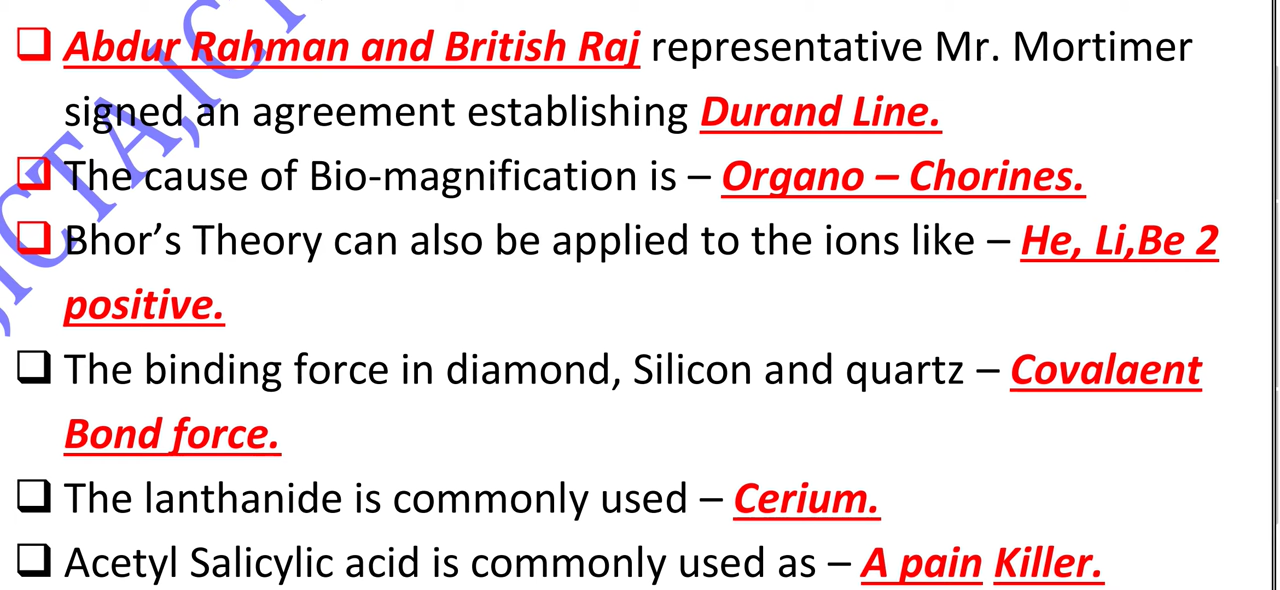 Abdur Rahman and British Raj representative Mr. Mortimer
signed an agreement establishing Durand Line.
The cause of Bio-magnification is – Organo – Chorines.
Bhor’s Theory can also be applied to the ions like – He, Li,Be 2
positive.
The binding force in diamond, Silicon and quartz – Covalaent
Bond force.
The lanthanide is commonly used – Cerium.
Acetyl Salicylic acid is commonly used as – A pain Killer.